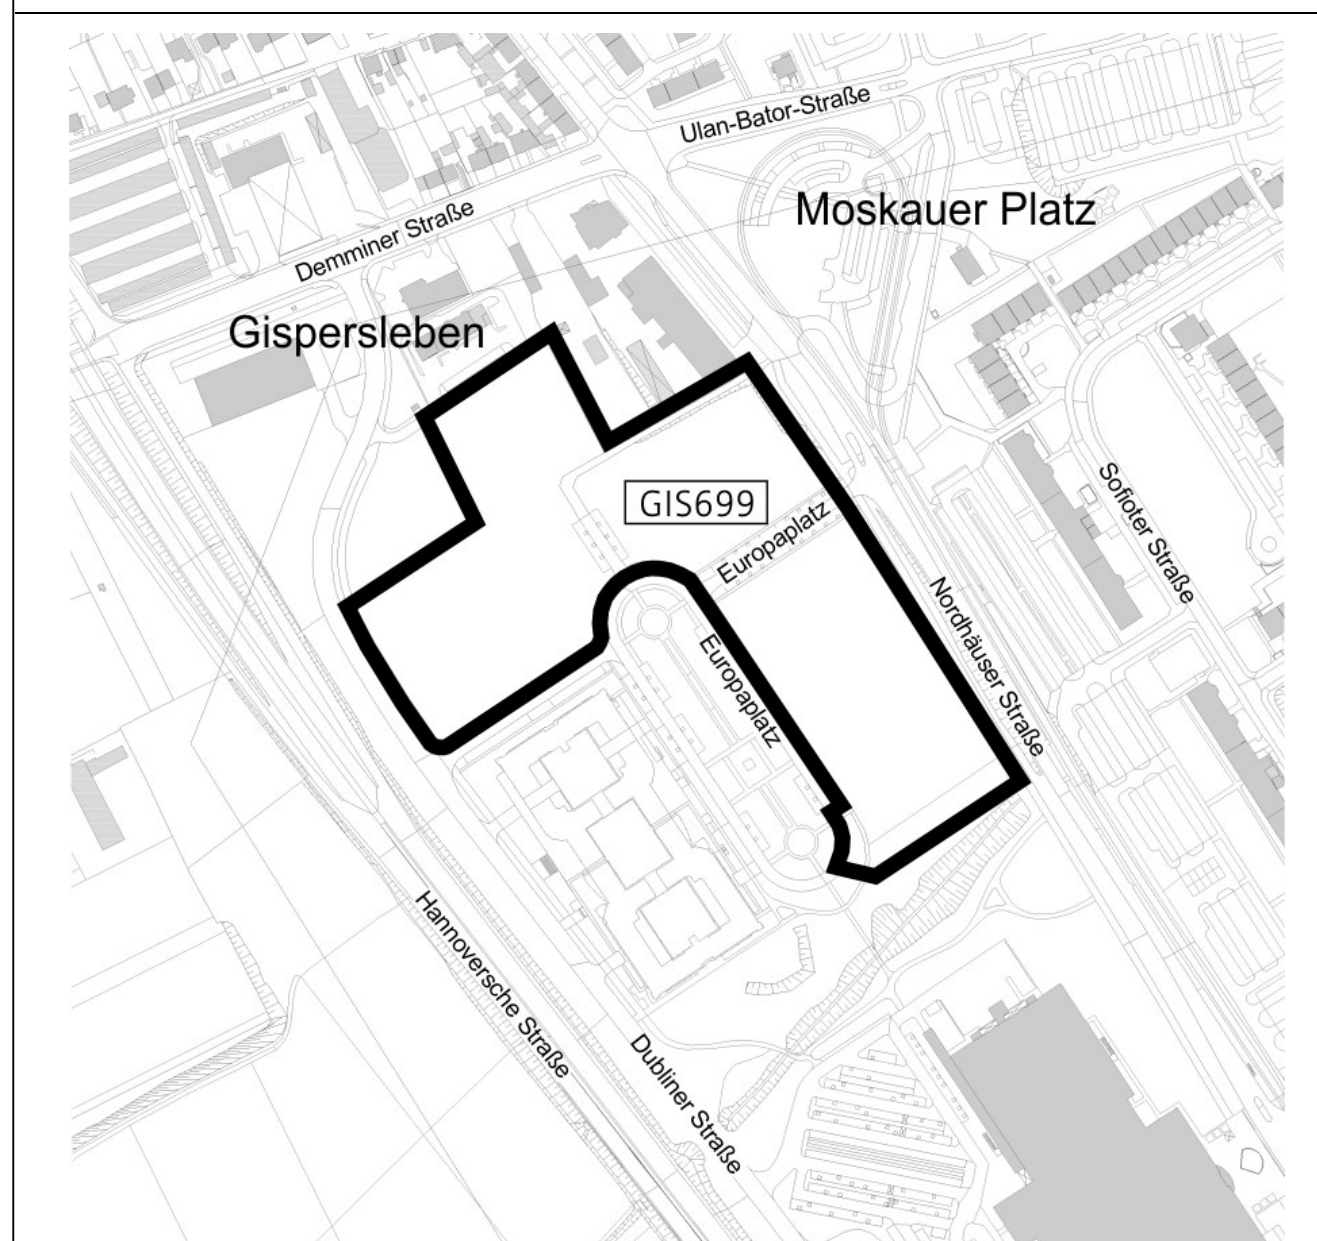 Ulan-Bator-Straße
Moskauer Platz
Demminer Straße
Gispersleben
GIS699
Europaplatz
Sofioter Straße
Nordhäuser Straße
Europaplatz
Hannoversche Straße
Dubliner Straße